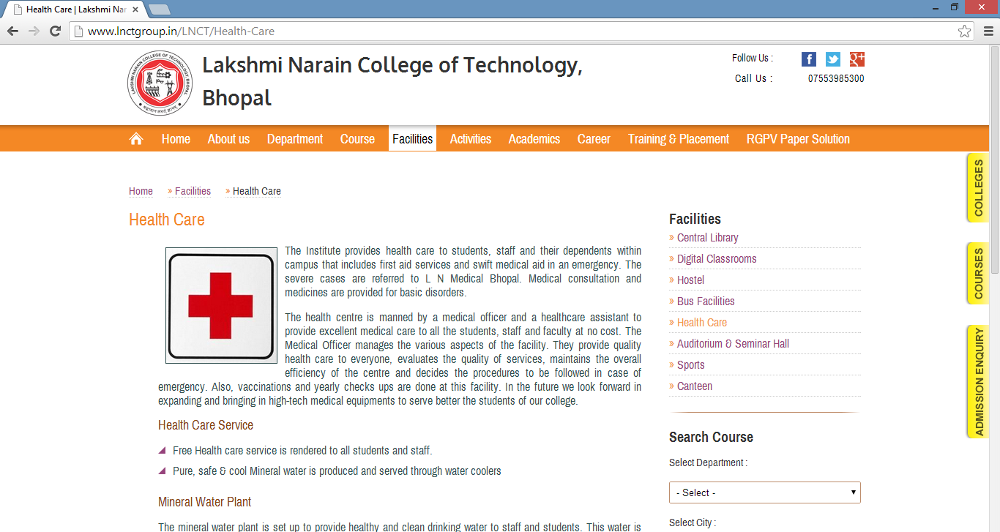 Health Care | Lakshmi Nar
www.lnctgroup.in/LNCT/Health-Care
LAKSHMI NARAIN COLLEGE OF TECHNOLOGY, BHOPAL
Lakshmi Narain College of Technology,
Bhopal
Follow Us :
Call Us : 07553985300
Home About us Department Course Facilities Activities Academics Career Training & Placement RGPV Paper Solution
Home » Facilities » Health Care
Health Care
The Institute provides health care to students, staff and their dependents within
campus that includes first aid services and swift medical aid in an emergency. The
severe cases are referred to L N Medical Bhopal. Medical consultation and
medicines are provided for basic disorders.
The health centre is manned by a medical officer and a healthcare assistant to
provide excellent medical care to all the students, staff and faculty at no cost. The
Medical Officer manages the various aspects of the facility. They provide quality
health care to everyone, evaluates the quality of services, maintains the overall
efficiency of the centre and decides the procedures to be followed in case of
emergency. Also, vaccinations and yearly checks ups are done at this facility. In the future we look forward in
expanding and bringing in high-tech medical equipments to serve better the students of our college.
Health Care Service
Free Health care service is rendered to all students and staff.
Pure, safe & cool Mineral water is produced and served through water coolers
Mineral Water Plant
The mineral water plant is set up to provide healthy and clean drinking water to staff and students. This water is
Facilities
» Central Library
» Digital Classrooms
» Hostel
» Bus Facilities
» Health Care
» Auditorium & Seminar Hall
» Sports
» Canteen
Search Course
Select Department :
- Select -
Select City :
COLLEGES
COURSES
ADMISSION ENQUIRY